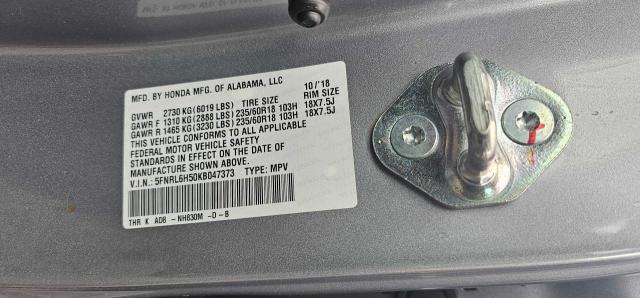 MFD. BY HONDA MFG. OF ALABAMA, LLC 10/'18
GVWR 2730 KG(6019 LBS) TIRE SIZE RIM SIZE
GAWR F 1310 KG(2888 LBS) 235/60R18 103H 18X7.5J
GAWR R 1465 KG(3230 LBS) 235/60R18 103H 18X7.5J
THIS VEHICLE CONFORMS TO ALL APPLICABLE
FEDERAL MOTOR VEHICLE SAFETY
STANDARDS IN EFFECT ON THE DATE OF
MANUFACTURE SHOWN ABOVE.
V.I.N.: 5FNRL6H50KB047373 TYPE: MPV
THR K AD8 -NH830M -D-B